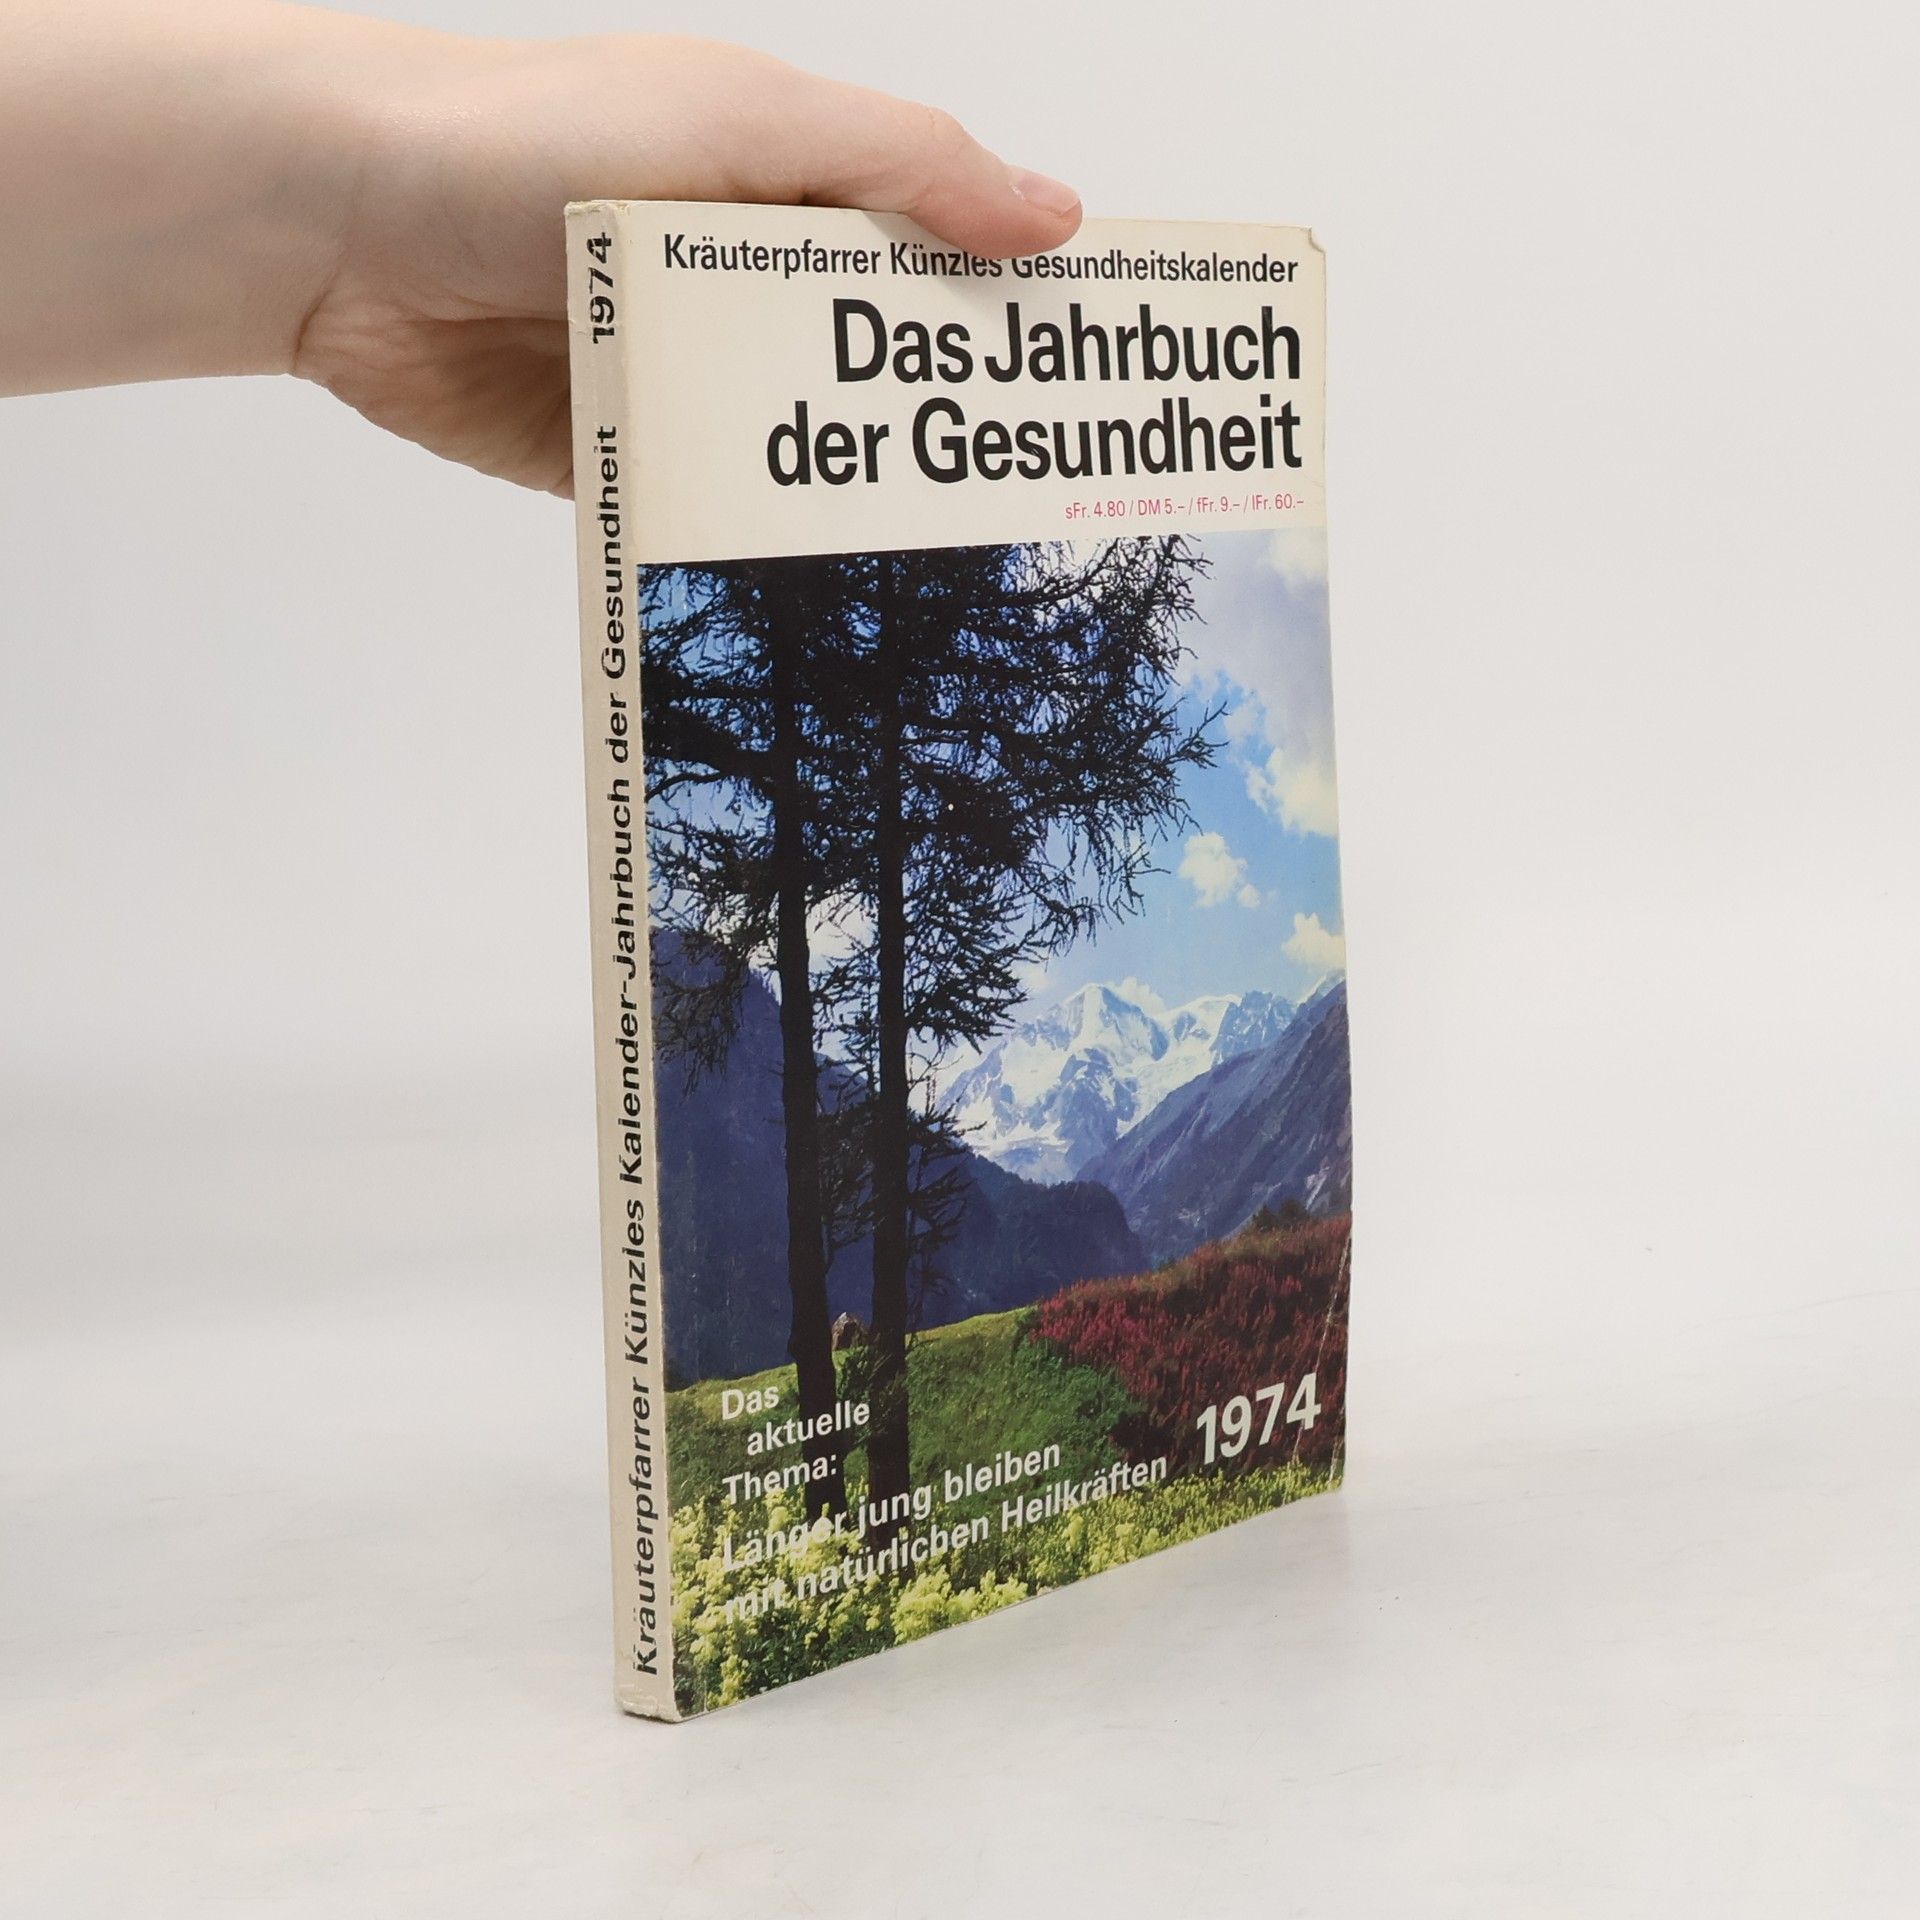 Kräuterpfarrer Künzles Gesundheitskalender
Das Jahrbuch
der Gesundheit
sFr. 4.80 / DM 5.– / fFr. 9.– / lFr. 60.–
Das
aktuelle
Thema:
Länger jung bleiben
mit natürlichen Heilkräften
1974
Kräuterpfarrer Künzles Kalender-Jahrbuch der Gesundheit 1974